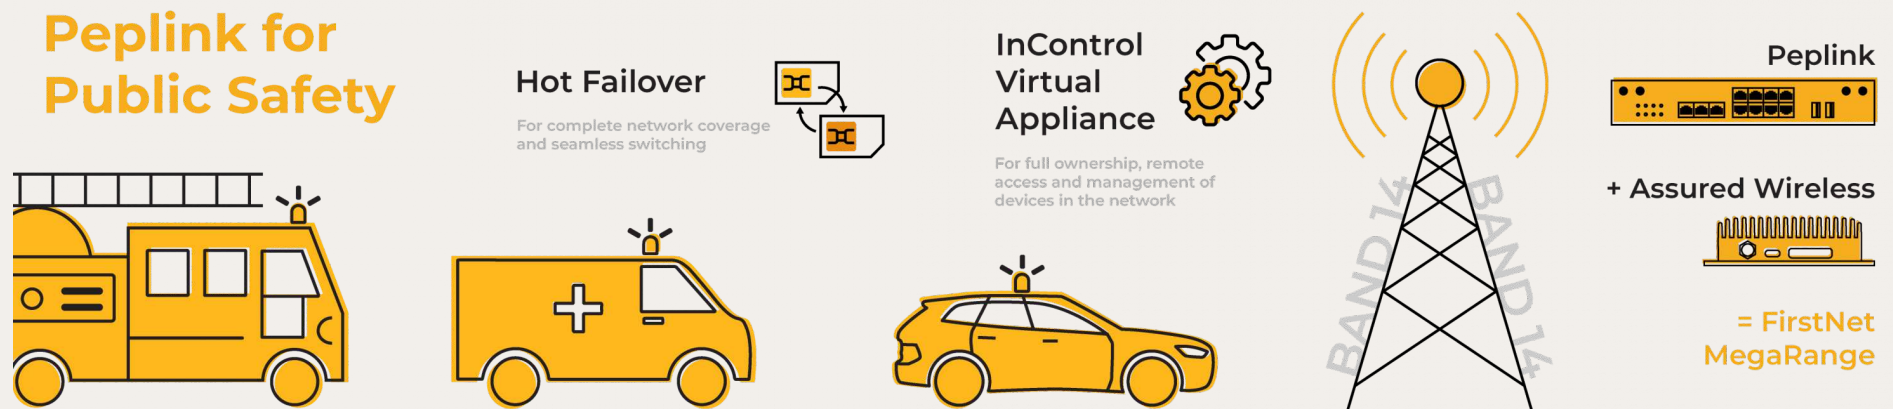 Peplink for
Public Safety
Hot Failover
For complete network coverage
and seamless switching
InControl
Virtual
Appliance
For full ownership, remote
access and management of
devices in the network
BAND 14
BAND 14
Peplink
+ Assured Wireless
= FirstNet
MegaRange